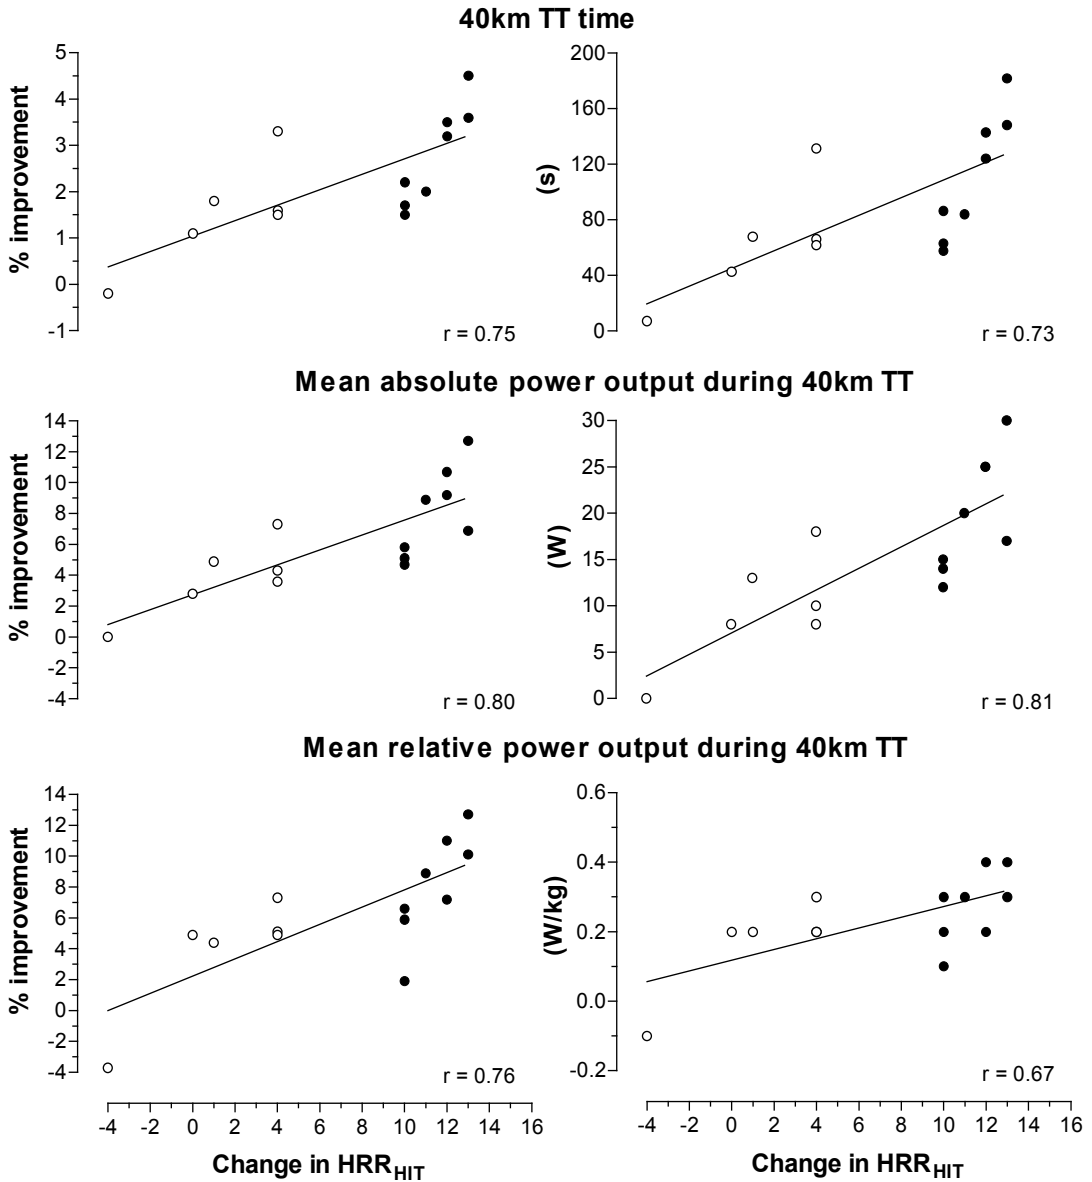 40km TT time
% improvement
5
4
3
2
1
0
-1
r = 0.75
(s)
200
160
120
80
40
0
r = 0.73
Mean absolute power output during 40km TT
% improvement
14
12
10
8
6
4
2
0
-2
-4
r = 0.80
(W)
30
25
20
15
10
5
0
r = 0.81
Mean relative power output during 40km TT
% improvement
14
12
10
8
6
4
2
0
-2
-4
r = 0.76
(W/kg)
0.6
0.4
0.2
0.0
-0.2
r = 0.67
-4 -2 0 2 4 6 8 10 12 14 16
Change in HRR_HIT
-4 -2 0 2 4 6 8 10 12 14 16
Change in HRR_HIT